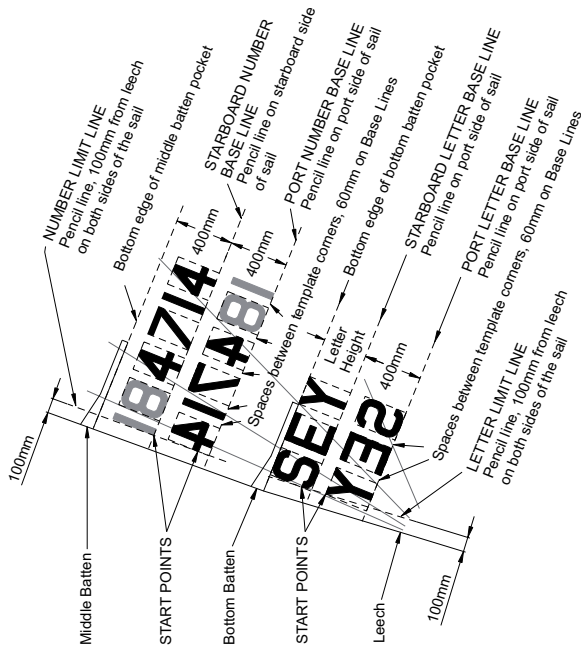 100mm
NUMBER LIMIT LINE
Pencil line, 100mm from leech
on both sides of the sail
Bottom edge of middle batten pocket
STARBOARD NUMBER
BASE LINE
Pencil line on starboard side
of sail
PORT NUMBER BASE LINE
Pencil line on port side of sail
Spaces between template corners, 60mm on Base Lines
Bottom edge of bottom batten pocket
STARBOARD LETTER BASE LINE
Pencil line on port side of sail
PORT LETTER BASE LINE
Pencil line on port side of sail
Spaces between template corners, 60mm on Base Lines
LETTER LIMIT LINE
Pencil line, 100mm from leech
on both sides of the sail
400mm
400mm
184714
417481
Letter
Height
400mm
SEY
YES
Middle Batten
START POINTS
Bottom Batten
START POINTS
Leech
100mm